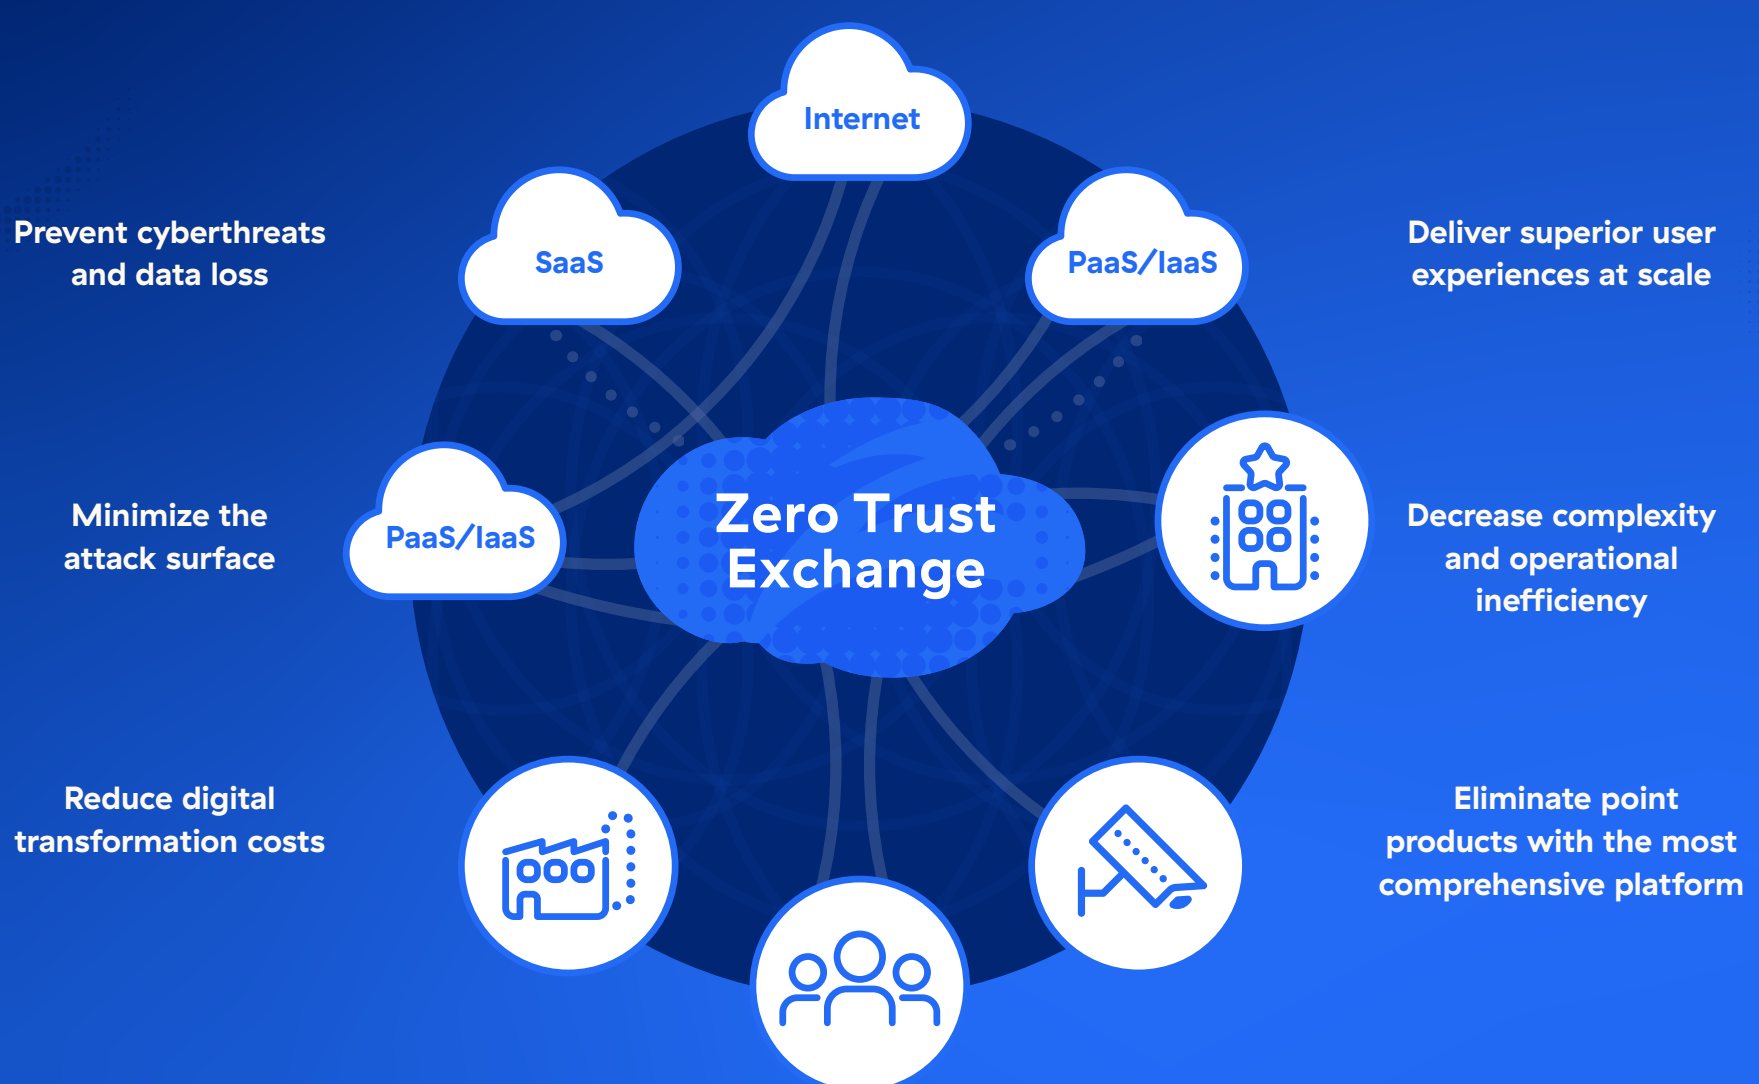 Internet
SaaS
PaaS/IaaS
Prevent cyberthreats
and data loss
Deliver superior user
experiences at scale
PaaS/IaaS
Zero Trust
Exchange
Minimize the
attack surface
Decrease complexity
and operational
inefficiency
Reduce digital
transformation costs
Eliminate point
products with the most
comprehensive platform